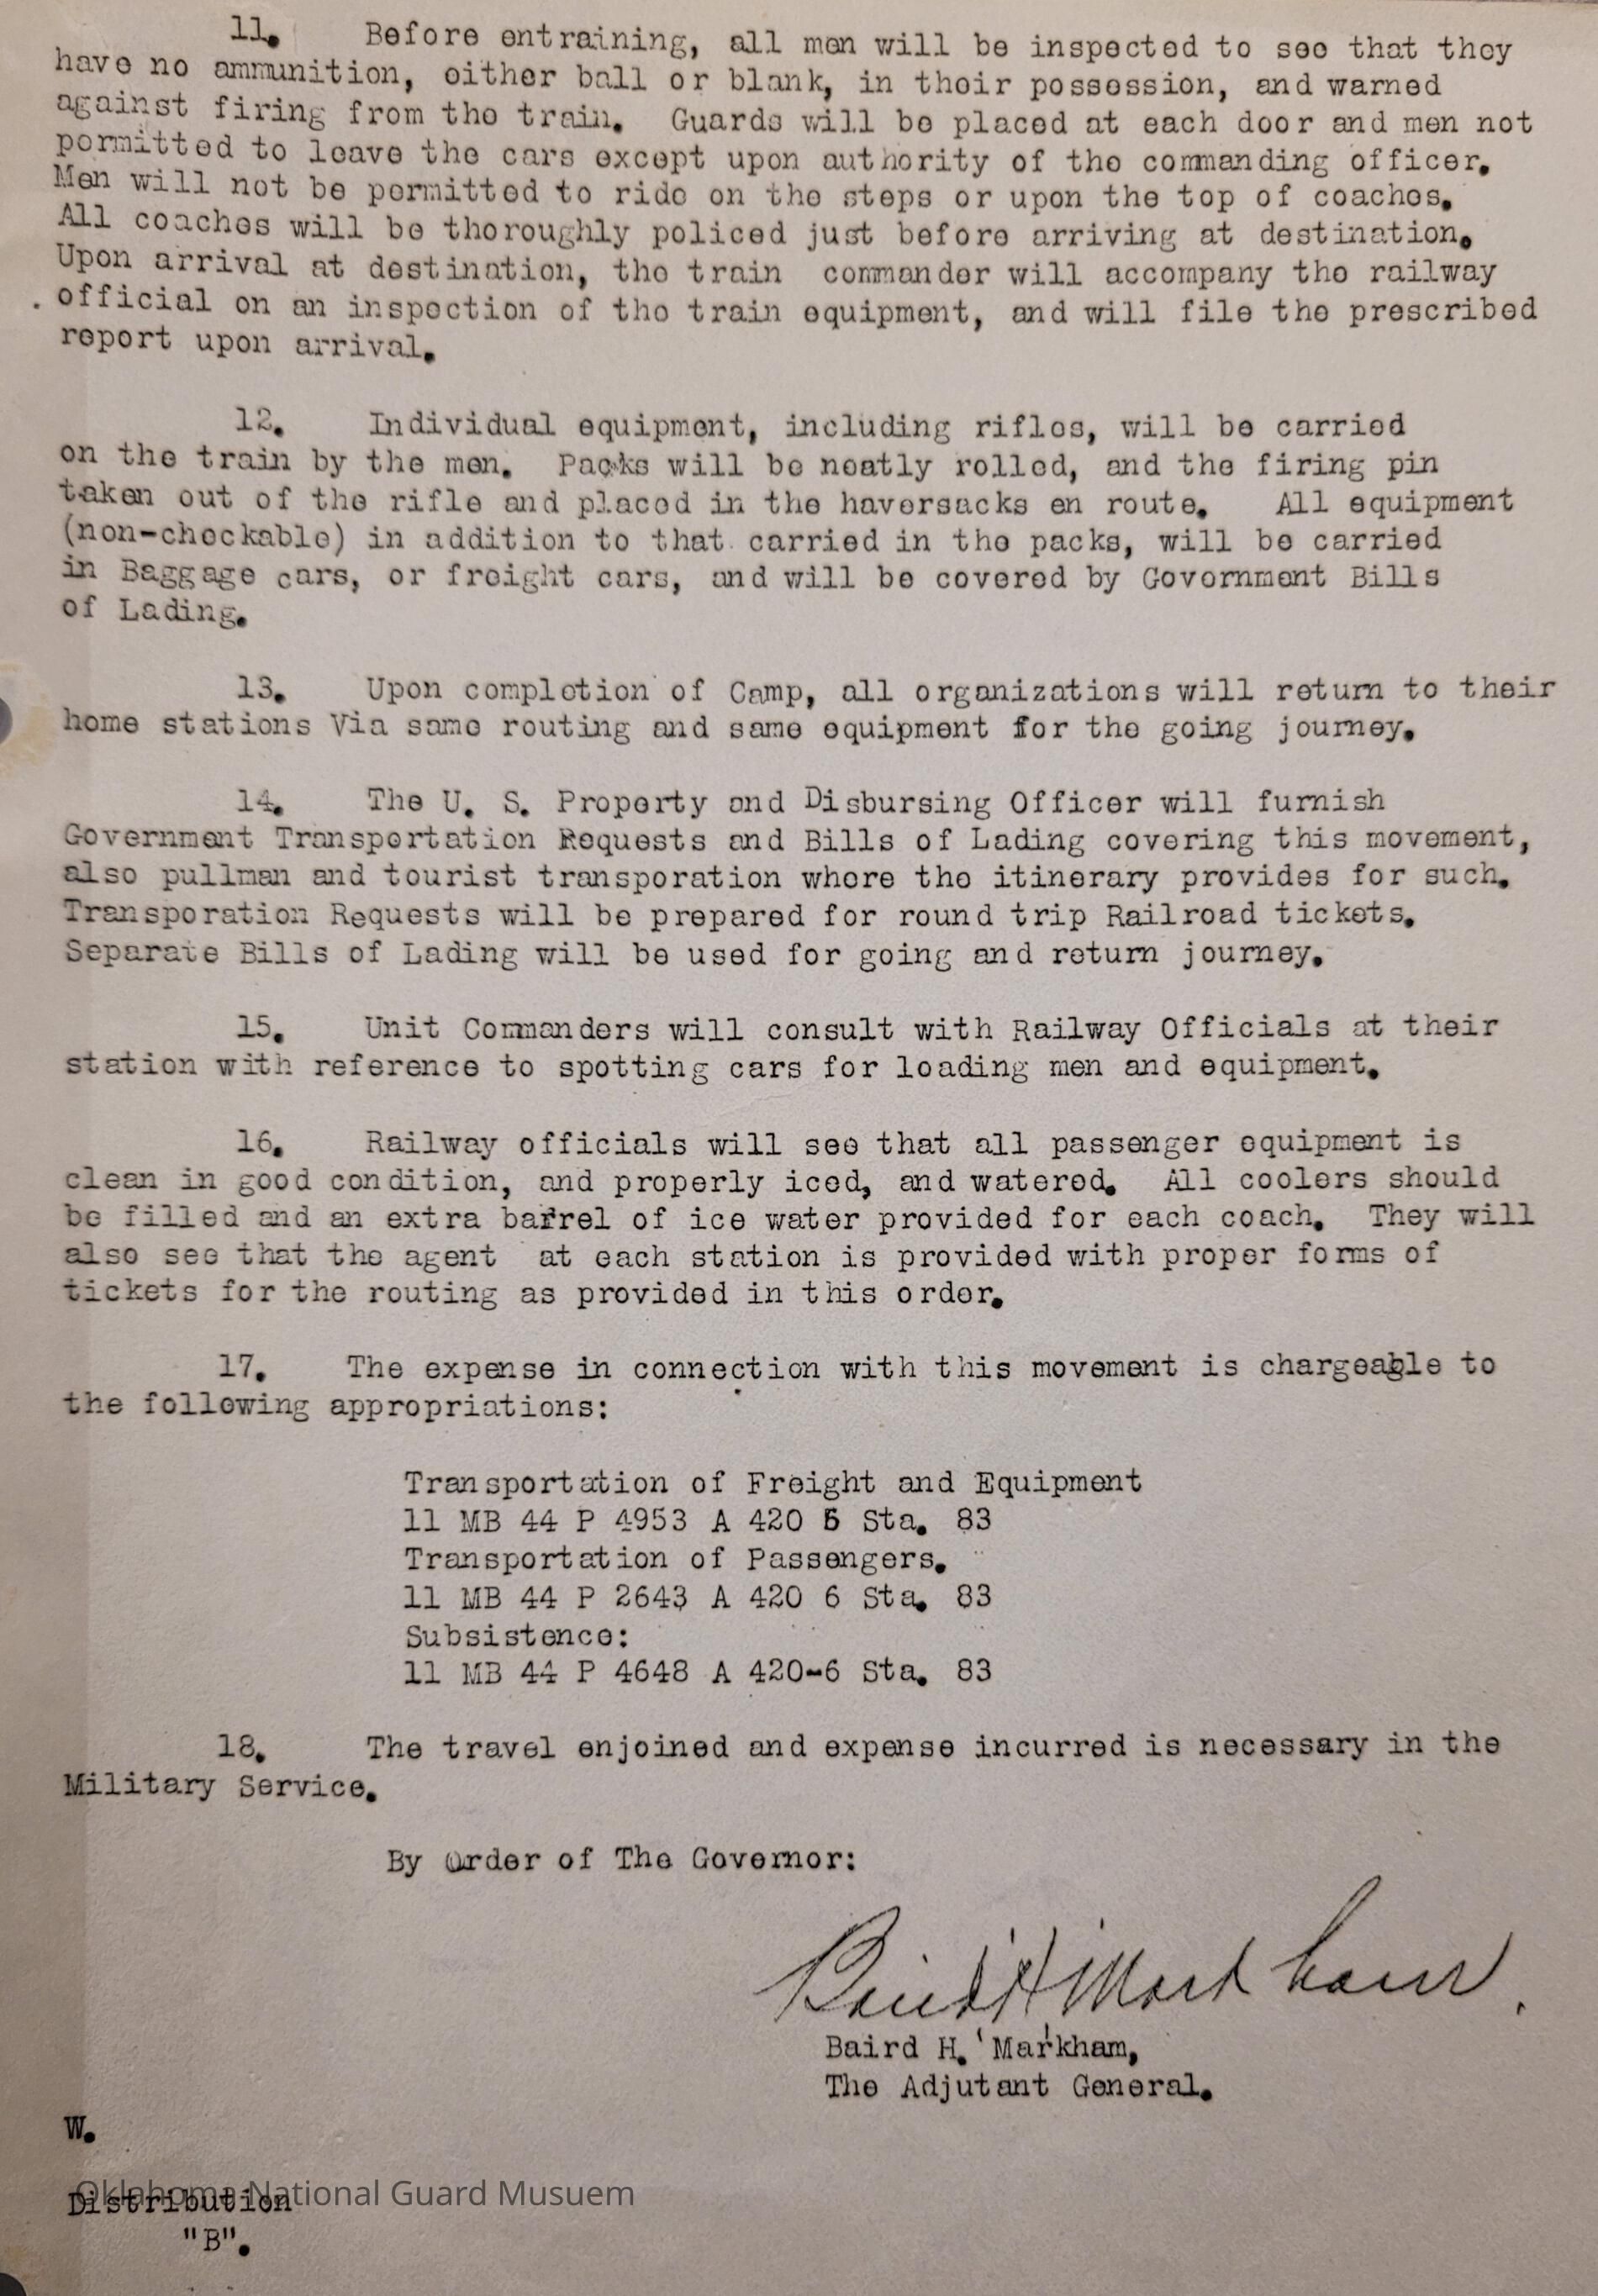 11. Before entraining, all men will be inspected to see that they
have no ammunition, either ball or blank, in their possession, and warned
against firing from the train. Guards will be placed at each door and men not
permitted to leave the cars except upon authority of the commanding officer.
Men will not be permitted to ride on the steps or upon the top of coaches.
All coaches will be thoroughly policed just before arriving at destination.
Upon arrival at destination, the train commander will accompany the railway
official on an inspection of the train equipment, and will file the prescribed
report upon arrival.
12. Individual equipment, including rifles, will be carried
on the train by the men. Packs will be neatly rolled, and the firing pin
taken out of the rifle and placed in the haversacks en route. All equipment
(non-checkable) in addition to that carried in the packs, will be carried
in Baggage cars, or freight cars, and will be covered by Government Bills
of Lading.
13. Upon completion of Camp, all organizations will return to their
home stations Via same routing and same equipment for the going journey.
14. The U. S. Property and Disbursing Officer will furnish
Government Transportation Requests and Bills of Lading covering this movement,
also pullman and tourist transporation where the itinerary provides for such.
Transporation Requests will be prepared for round trip Railroad tickets.
Separate Bills of Lading will be used for going and return journey.
15. Unit Commanders will consult with Railway Officials at their
station with reference to spotting cars for loading men and equipment.
16. Railway officials will see that all passenger equipment is
clean in good condition, and properly iced, and watered. All coolers should
be filled and an extra barrel of ice water provided for each coach. They will
also see that the agent at each station is provided with proper forms of
tickets for the routing as provided in this order.
17. The expense in connection with this movement is chargeable to
the following appropriations:
Transportation of Freight and Equipment
11 MB 44 P 4953 A 420 6 Sta. 83
Transportation of Passengers.
11 MB 44 P 2643 A 420 6 Sta. 83
Subsistence:
11 MB 44 P 4648 A 420-6 Sta. 83
18. The travel enjoined and expense incurred is necessary in the
Military Service.
By Order of The Governor:
Baird H Markham
Baird H. Markham,
The Adjutant General.
W.
Oklahoma National Guard Musuem
Distribution
"B".